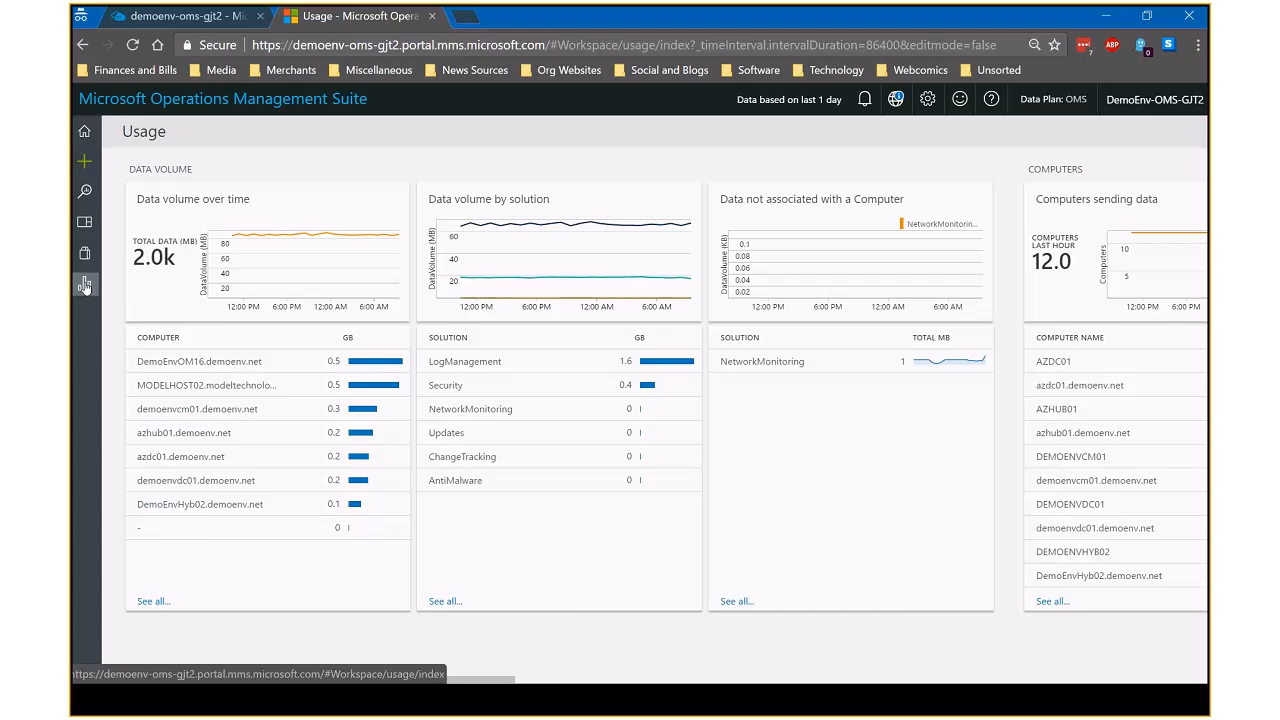 demoenv-oms-gjt2 - Mi
Usage - Microsoft Opera
Secure
https://demoenv-oms-gjt2.portal.mms.microsoft.com/#Workspace/usage/index?_timeInterval.intervalDuration=86400&editmode=false
7
ABP
0
S
Finances and Bills
Media
Merchants
Miscellaneous
News Sources
Org Websites
Social and Blogs
Software
Technology
Webcomics
Unsorted
Microsoft Operations Management Suite
Data based on last 1 day
Data Plan: OMS
DemoEnv-OMS-GJT2
Usage
DATA VOLUME
COMPUTERS
Data volume over time
TOTAL DATA (MB)
2.0k
DataVolume (MB)
80
60
40
20
12:00 PM 6:00 PM 12:00 AM 6:00 AM
COMPUTER GB
DemoEnvOM16.demoenv.net 0.5
MODELHOST02.modeltechnolo... 0.5
demoenvcm01.demoenv.net 0.3
azhub01.demoenv.net 0.2
azdc01.demoenv.net 0.2
demoenvdc01.demoenv.net 0.2
DemoEnvHyb02.demoenv.net 0.1
- 0
See all...
Data volume by solution
DataVolume (MB)
60
40
20
12:00 PM 6:00 PM 12:00 AM 6:00 AM
SOLUTION GB
LogManagement 1.6
Security 0.4
NetworkMonitoring 0
Updates 0
ChangeTracking 0
AntiMalware 0
See all...
Data not associated with a Computer
NetworkMonitorin...
DataVolume (KB)
0.1
0.08
0.06
0.04
0.02
12:00 PM 6:00 PM 12:00 AM 6:00 AM
SOLUTION TOTAL MB
NetworkMonitoring 1
See all...
Computers sending data
COMPUTERS
LAST HOUR
12.0
Computers
10
5
12:00 PM 6:00 PM
COMPUTER NAME
AZDC01
azdc01.demoenv.net
AZHUB01
azhub01.demoenv.net
DEMOENVCM01
demoenvcm01.demoenv.net
DEMOENVDC01
demoenvdc01.demoenv.net
DEMOENVHYB02
DemoEnvHyb02.demoenv.net
See all...
https://demoenv-oms-gjt2.portal.mms.microsoft.com/#Workspace/usage/index